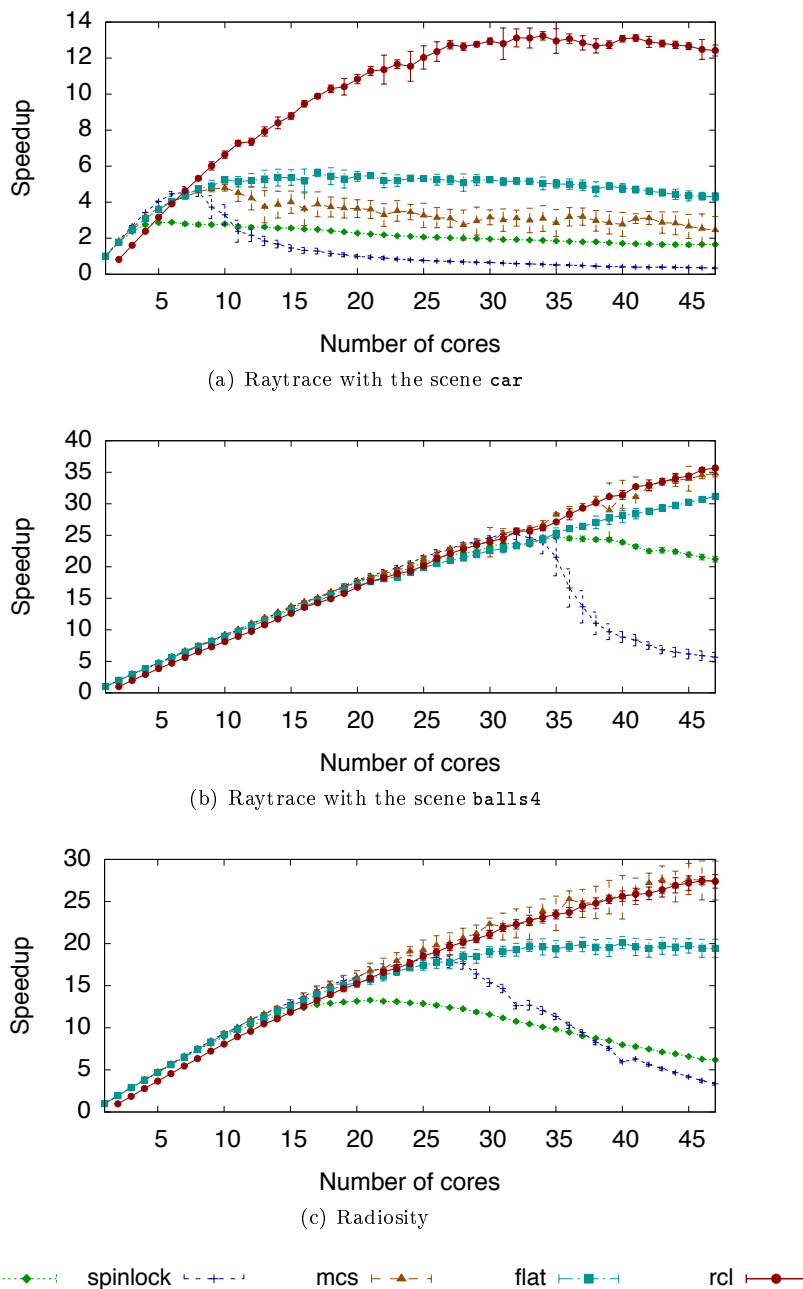 14
12
10
8
6
4
2
0
Speedup
5 10 15 20 25 30 35 40 45
Number of cores
(a) Raytrace with the scene car
40
35
30
25
20
15
10
5
0
Speedup
5 10 15 20 25 30 35 40 45
Number of cores
(b) Raytrace with the scene balls4
30
25
20
15
10
5
0
Speedup
5 10 15 20 25 30 35 40 45
Number of cores
(c) Radiosity
spinlock mcs flat rcl